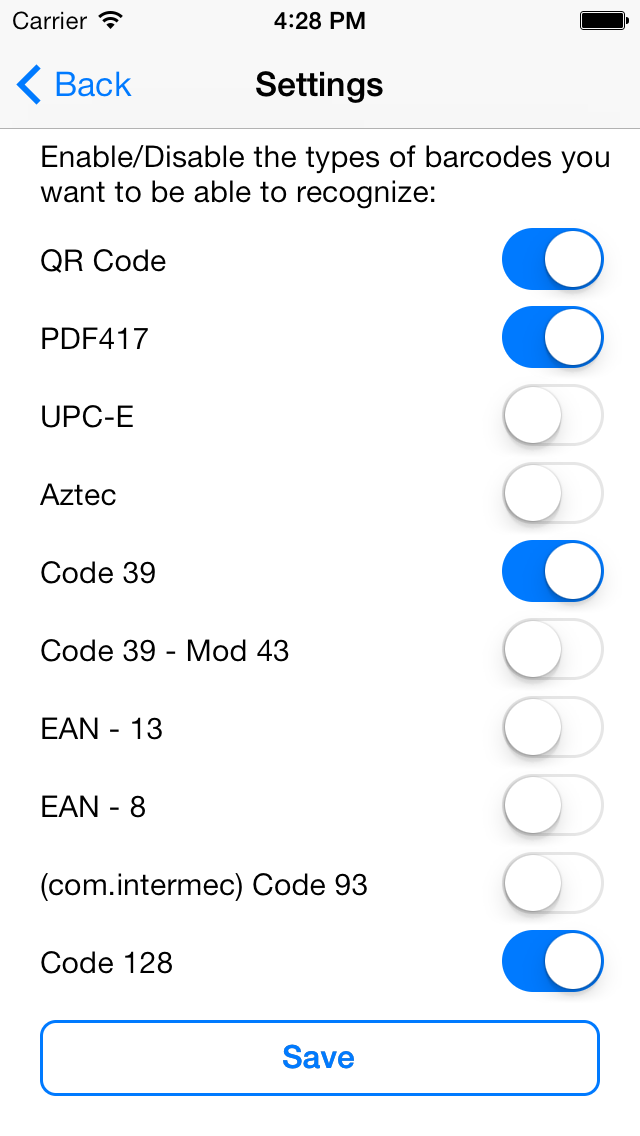 Carrier 4:28 PM
Back Settings
Enable/Disable the types of barcodes you
want to be able to recognize:
QR Code
PDF417
UPC-E
Aztec
Code 39
Code 39 - Mod 43
EAN - 13
EAN - 8
(com.intermec) Code 93
Code 128
Save